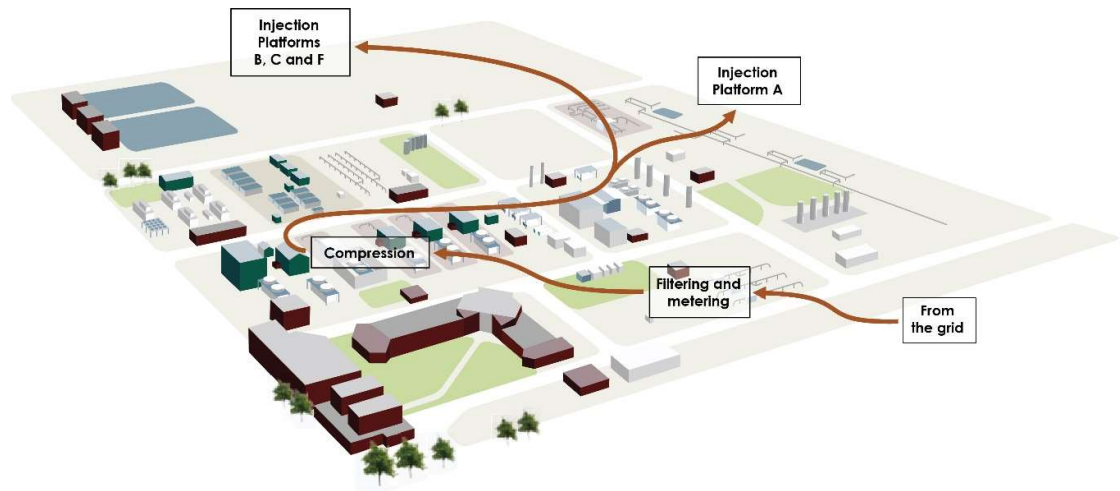 Injection
Platforms
B, C and F
Injection
Platform A
Compression
Filtering and
metering
From
the grid